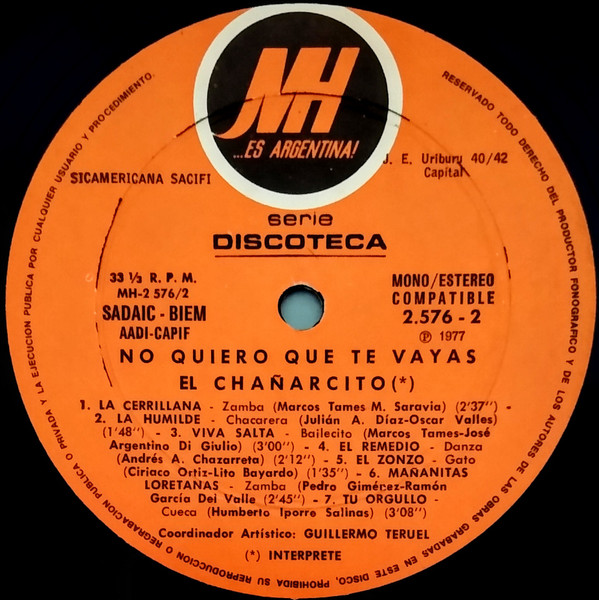 MH
...ES ARGENTINA!
SICAMERICANA SACIFI
J. E. Uriburu 40/42
Capital
serie
DISCOTECA
33 ⅓ R. P. M.
MH-2 576/2
SADAIC - BIEM
AADI-CAPIF
MONO/ESTEREO
COMPATIBLE
2.576 - 2
Ⓟ 1977
NO QUIERO QUE TE VAYAS
EL CHAÑARCITO (*)
1. LA CERRILLANA - Zamba (Marcos Tames M. Saravia) (2'37") -
2. LA HUMILDE - Chacarera (Julián A. Díaz-Oscar Valles)
(1'48") - 3. VIVA SALTA - Bailecito (Marcos Tames-José
Argentino Di Giulio) (3'00") - 4. EL REMEDIO - Danza
(Andrés A. Chazarreta) (2'12") - 5. EL ZONZO - Gato
(Ciriaco Ortiz-Lito Bayardo) (1'35") - 6. MAÑANITAS
LORETANAS - Zamba (Pedro Giménez-Ramón
García Del Valle (2'45") - 7. TU ORGULLO -
Cueca (Humberto Iporre Salinas) (3'08")
Coordinador Artístico: GUILLERMO TERUEL
(*) INTERPRETE
RESERVADO TODO DERECHO DEL PRODUCTOR FONOGRAFICO Y DE LOS AUTORES DE LAS OBRAS GRABADAS EN ESTE DISCO. PROHIBIDA SU REPRODUCCION O REGRABACION PUBLICA O PRIVADA Y LA EJECUCION PUBLICA POR CUALQUIER USUARIO Y PROCEDIMIENTO.